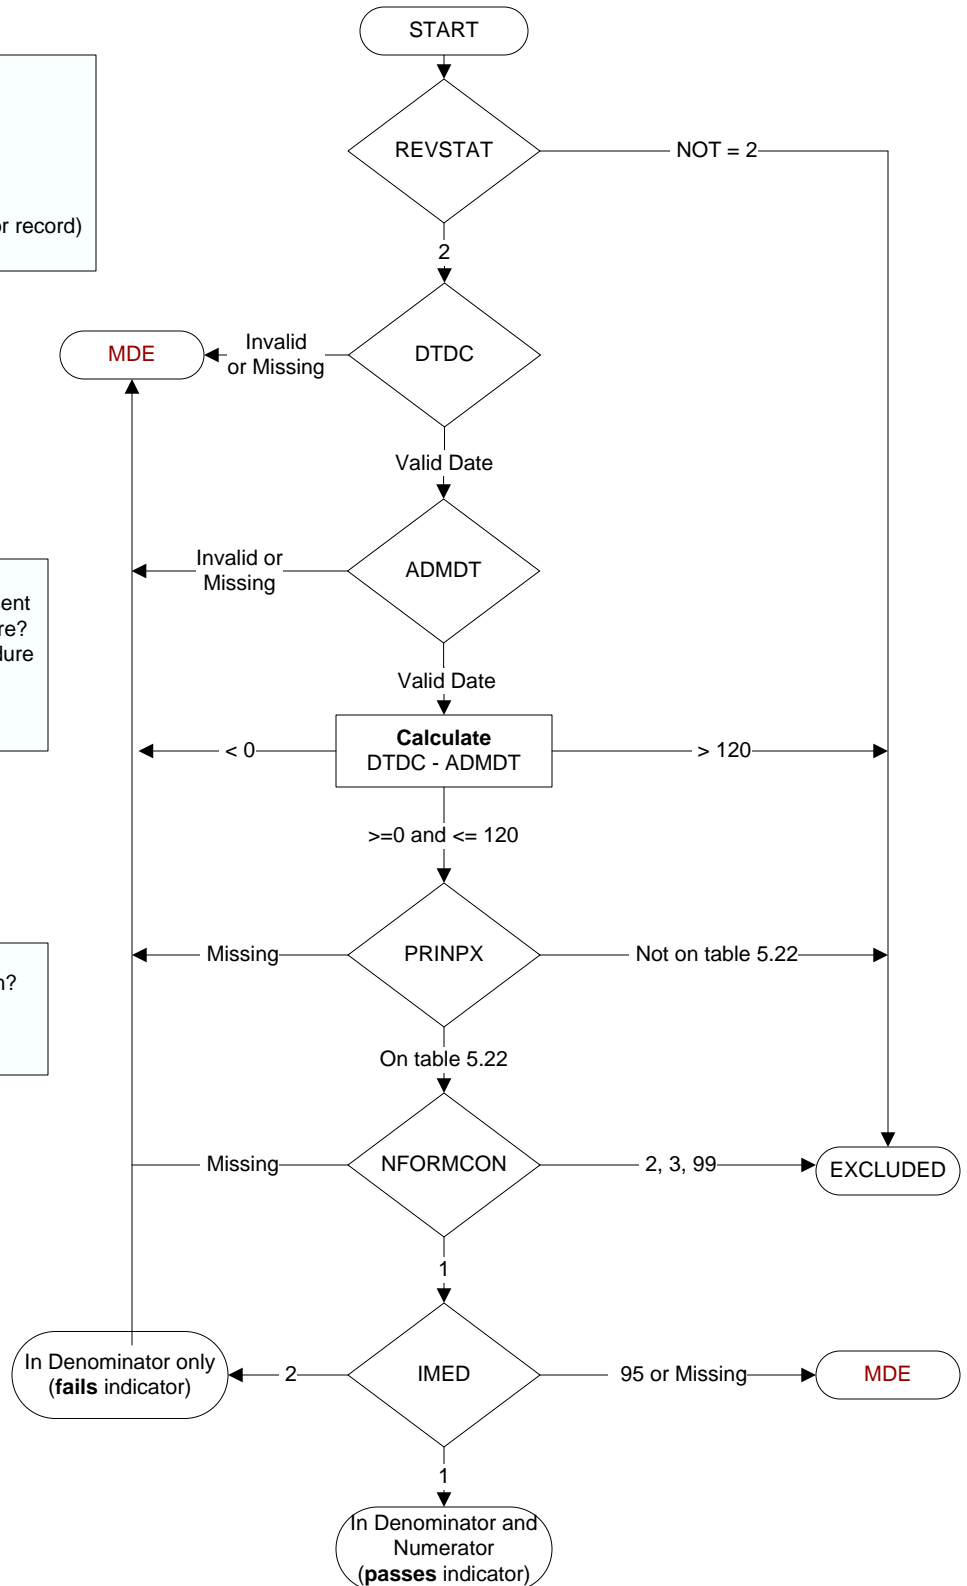 START
REVSTAT
NOT = 2
or record)
2
MDE
Invalid
or Missing
DTDC
Valid Date
Invalid or
Missing
ADMDT
ent
re?
dure
Valid Date
< 0
Calculate
DTDC - ADMDT
> 120
>=0 and <= 120
Missing
PRINPX
Not on table 5.22
n?
On table 5.22
Missing
NFORMCON
2, 3, 99
EXCLUDED
1
In Denominator only
(fails indicator)
2
IMED
95 or Missing
MDE
1
In Denominator and
Numerator
(passes indicator)